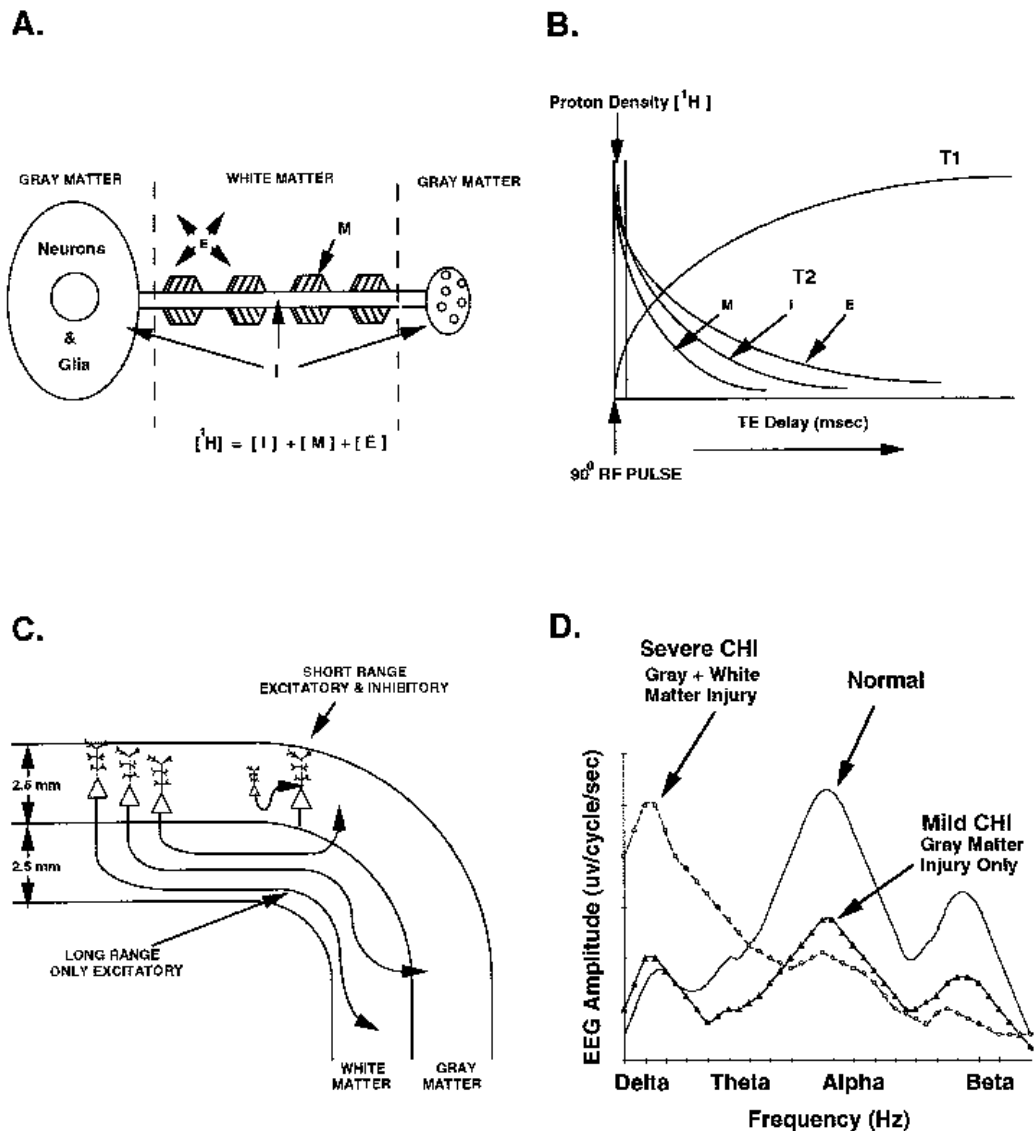 A.
GRAY MATTER
WHITE MATTER
GRAY MATTER
Neurons
&
Glia
E
M
I
[¹H] = [ I ] + [ M ] + [ E ]
B.
Proton Density [¹H ]
T1
T2
M
I
E
TE Delay (msec)
90⁰ RF PULSE
C.
SHORT RANGE
EXCITATORY & INHIBITORY
2.5 mm
2.5 mm
LONG RANGE
ONLY EXCITATORY
WHITE
MATTER
GRAY
MATTER
D.
Severe CHI
Gray + White
Matter Injury
Normal
Mild CHI
Gray Matter
Injury Only
EEG Amplitude (uv/cycle/sec)
Delta
Theta
Alpha
Beta
Frequency (Hz)